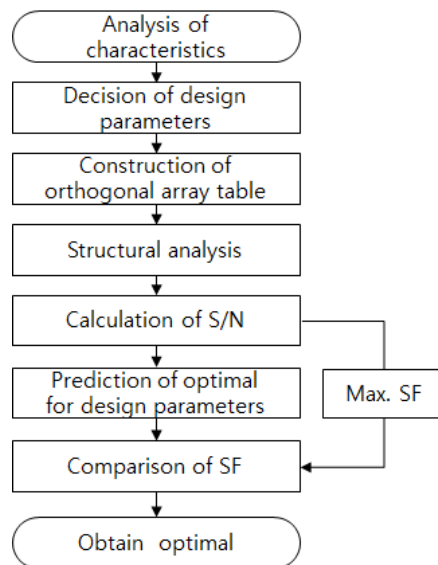 Analysis of
characteristics
Decision of design
parameters
Construction of
orthogonal array table
Structural analysis
Calculation of S/N
Prediction of optimal
for design parameters
Max. SF
Comparison of SF
Obtain optimal